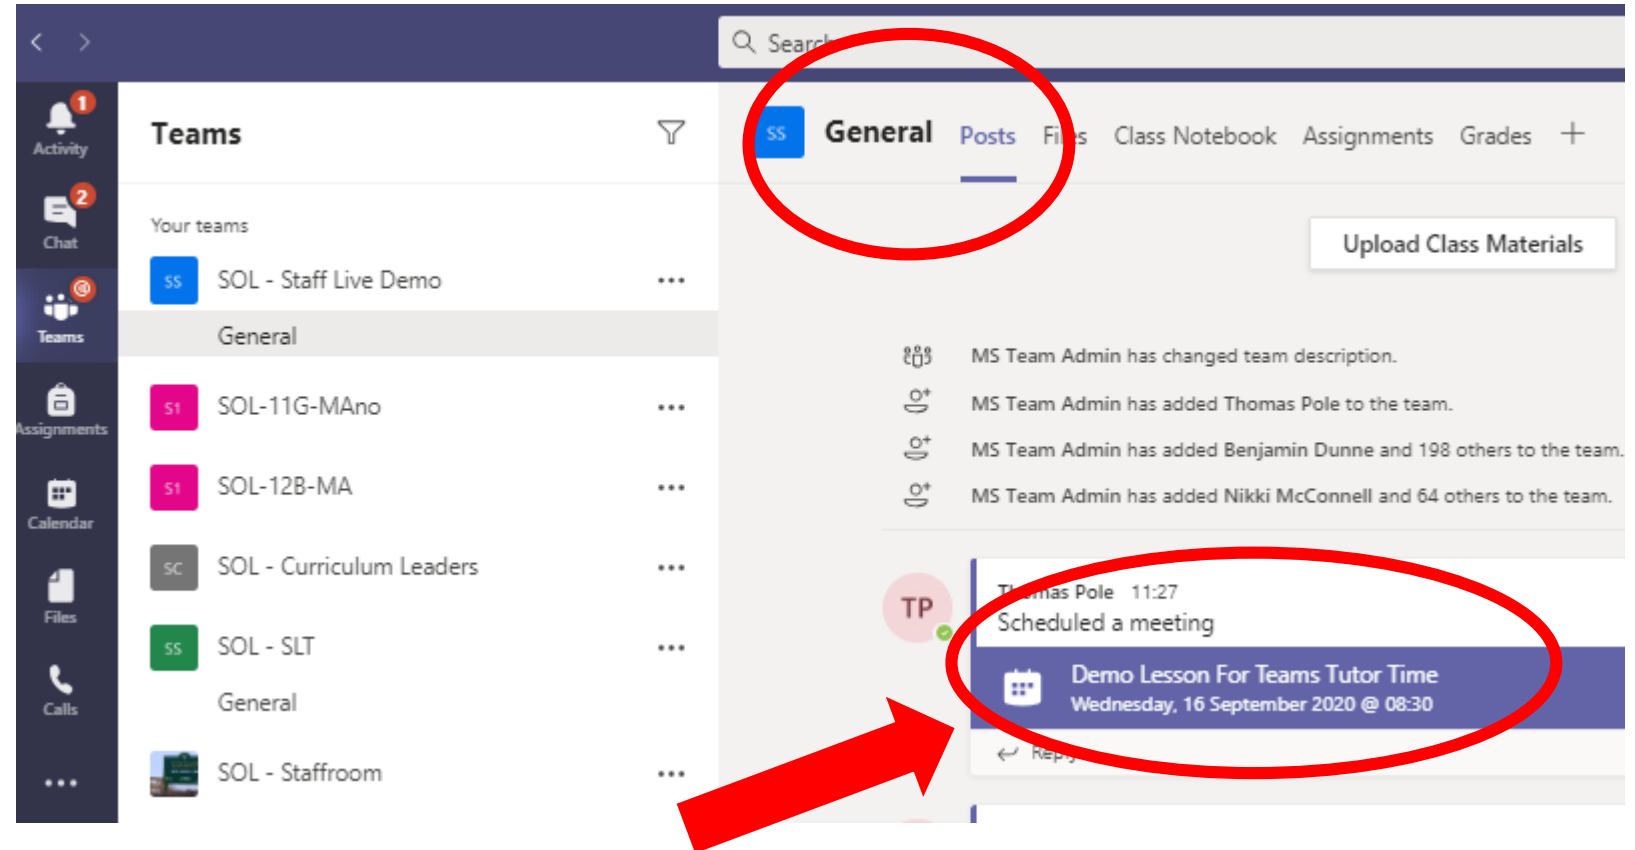 Search
Activity
1
Chat
2
Teams
@
Assignments
Calendar
Files
Calls
Teams
Your teams
SS SOL - Staff Live Demo
General
S1 SOL-11G-MAno
S1 SOL-12B-MA
SC SOL - Curriculum Leaders
SS SOL - SLT
General
SOL - Staffroom
SS General Posts Files Class Notebook Assignments Grades
Upload Class Materials
MS Team Admin has changed team description.
MS Team Admin has added Thomas Pole to the team.
MS Team Admin has added Benjamin Dunne and 198 others to the team.
MS Team Admin has added Nikki McConnell and 64 others to the team.
TP
Thomas Pole 11:27
Scheduled a meeting
Demo Lesson For Teams Tutor Time
Wednesday, 16 September 2020 @ 08:30
Reply